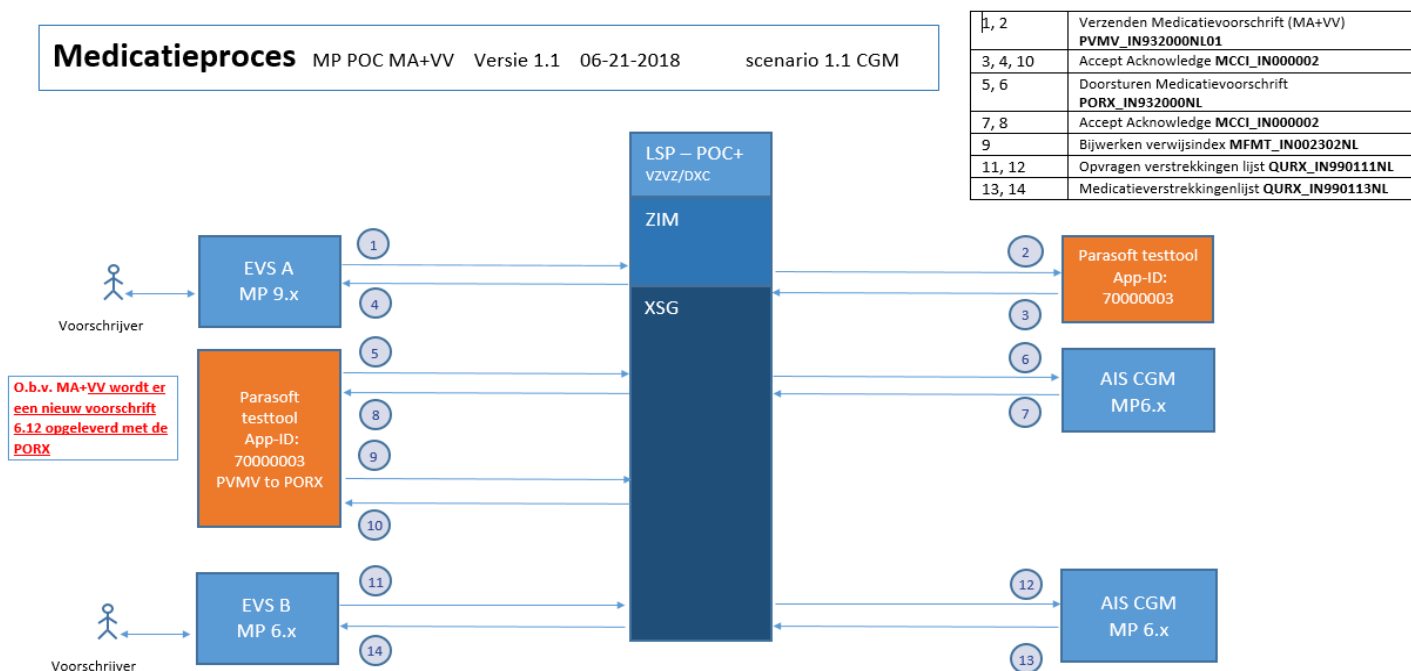 Medicatieproces MP POC MA+VV Versie 1.1 06-21-2018 scenario 1.1 CGM
1, 2 Verzenden Medicatievoorschrift (MA+VV)
PVMV_IN932000NL01
3, 4, 10 Accept Acknowledge MCCI_IN000002
5, 6 Doorsturen Medicatievoorschrift
PORX_IN932000NL
7, 8 Accept Acknowledge MCCI_IN000002
9 Bijwerken verwijsindex MFMT_IN002302NL
11, 12 Opvragen verstrekkingen lijst QURX_IN990111NL
13, 14 Medicatieverstrekkingenlijst QURX_IN990113NL
LSP – POC+
VZVZ/DXC
ZIM
XSG
Voorschrijver
EVS A
MP 9.x
1
4
2
3
Parasoft testtool
App-ID:
70000003
O.b.v. MA+VV wordt er
een nieuw voorschrift
6.12 opgeleverd met de
PORX
Parasoft
testtool
App-ID:
70000003
PVMV to PORX
5
8
9
10
6
7
AIS CGM
MP6.x
Voorschrijver
EVS B
MP 6.x
11
14
12
13
AIS CGM
MP 6.x